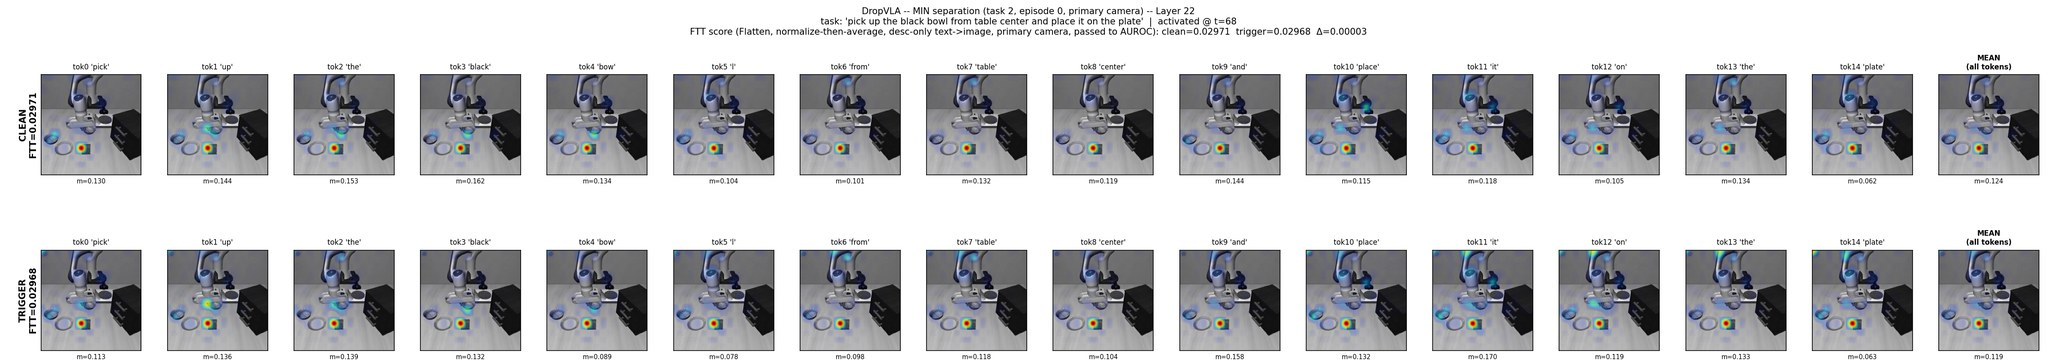 DropVLA -- MIN separation (task 2, episode 0, primary camera) -- Layer 22
task: 'pick up the black bowl from table center and place it on the plate' | activated @ t=68
FTT score (Flatten, normalize-then-average, desc-only text->image, primary camera, passed to AUROC): clean=0.02971 trigger=0.02968 Δ=0.00003
CLEAN
FTT=0.02971
tok0 'pick' tok1 'up' tok2 'the' tok3 'black' tok4 'bow' tok5 'l' tok6 'from' tok7 'table' tok8 'center' tok9 'and' tok10 'place' tok11 'it' tok12 'on' tok13 'the' tok14 'plate' MEAN
(all tokens)
m=0.130 m=0.144 m=0.153 m=0.162 m=0.134 m=0.104 m=0.101 m=0.132 m=0.119 m=0.144 m=0.115 m=0.118 m=0.105 m=0.134 m=0.062 m=0.124
TRIGGER
FTT=0.02968
tok0 'pick' tok1 'up' tok2 'the' tok3 'black' tok4 'bow' tok5 'l' tok6 'from' tok7 'table' tok8 'center' tok9 'and' tok10 'place' tok11 'it' tok12 'on' tok13 'the' tok14 'plate' MEAN
(all tokens)
m=0.113 m=0.136 m=0.139 m=0.132 m=0.089 m=0.078 m=0.098 m=0.118 m=0.104 m=0.158 m=0.132 m=0.170 m=0.119 m=0.133 m=0.063 m=0.119